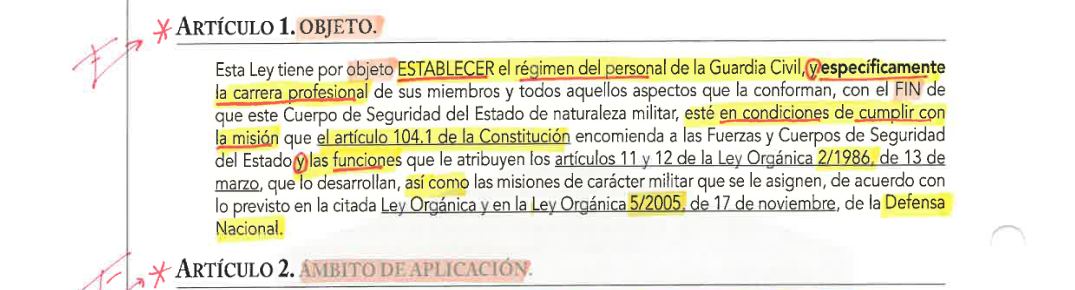 ARTÍCULO 1. OBJETO.
Esta Ley tiene por objeto ESTABLECER el régimen del personal de la Guardia Civil, y específicamente
la carrera profesional de sus miembros y todos aquellos aspectos que la conforman, con el FIN de
que este Cuerpo de Seguridad del Estado de naturaleza militar, esté en condiciones de cumplir con
la misión que el artículo 104.1 de la Constitución encomienda a las Fuerzas y Cuerpos de Seguridad
del Estado y las funciones que le atribuyen los artículos 11 y 12 de la Ley Orgánica 2/1986, de 13 de
marzo, que lo desarrollan, así como las misiones de carácter militar que se le asignen, de acuerdo con
lo previsto en la citada Ley Orgánica y en la Ley Orgánica 5/2005, de 17 de noviembre, de la Defensa
Nacional.
ARTÍCULO 2. ÁMBITO DE APLICACIÓN.